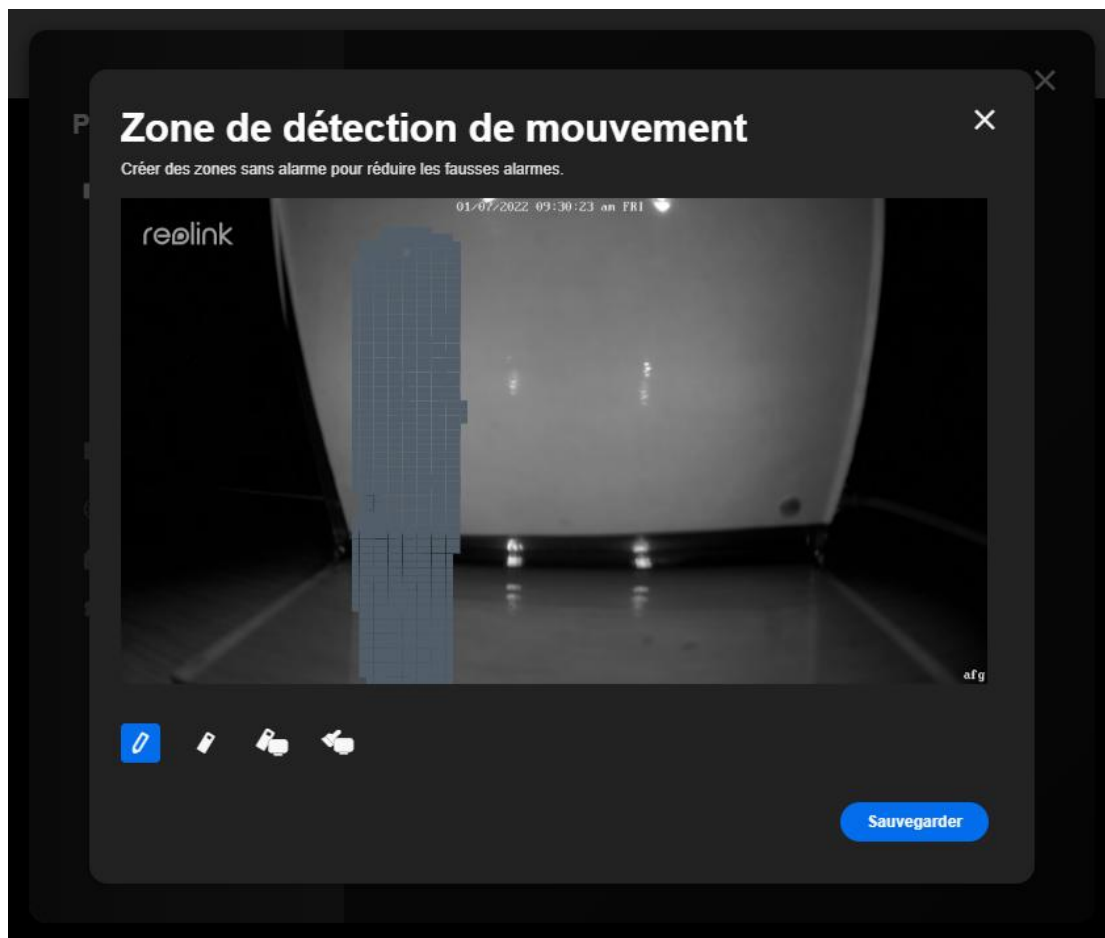 P
Zone de détection de mouvement
Créer des zones sans alarme pour réduire les fausses alarmes.
01/07/2022 09:30:23 am FRI
reolink
afg
Sauvegarder